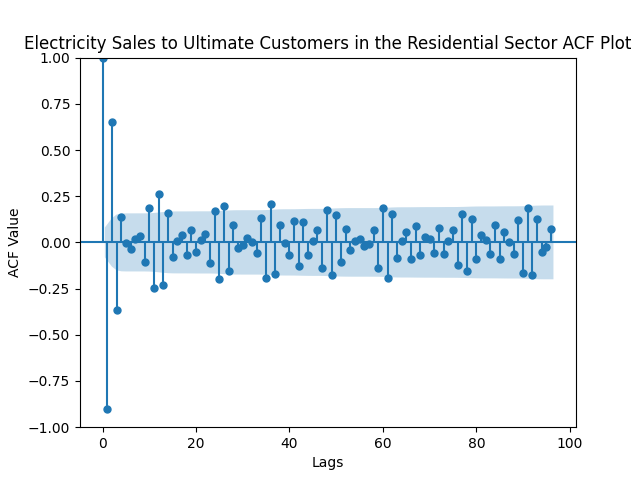 Electricity Sales to Ultimate Customers in the Residential Sector ACF Plot
1.00
0.75
0.50
0.25
0.00
−0.25
−0.50
−0.75
−1.00
ACF Value
0 20 40 60 80 100
Lags